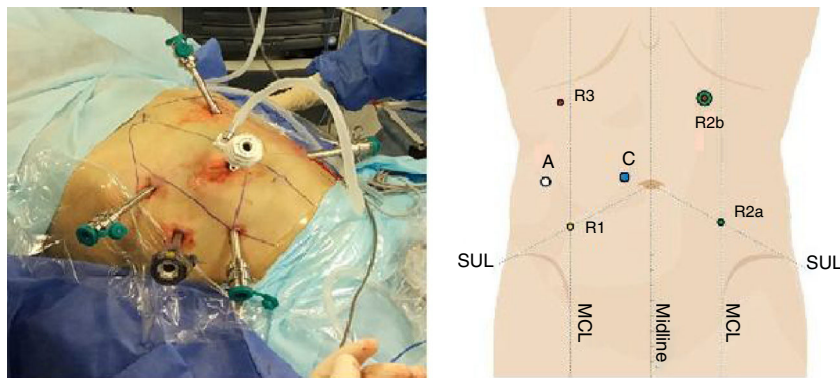 R3
R2b
A
C
R2a
R1
SUL
SUL
MCL
Midline
MCL